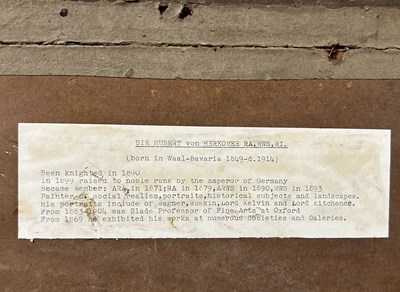 SIR HUBERT von HERKOMER RA,RWS,RI.
(born in Waal-Bavaria 1849-d.1914)
Been knighted in 1890
In 1899 raised to noble rank by the Emperor of Germany
Became member: ARA in 1871;RA in 1879,ARWS in 1890,RWS in 1893
Painter of social realism,portraits,historical subjects and landscapes.
His portraits include of Wagner,Ruskin,Lord Kelvin and Lord Kitchener.
From 1883-1904 was Slade Professor of Fine Arts at Oxford
From 1869 he exhibited his works at numerous Societies and Galeries.